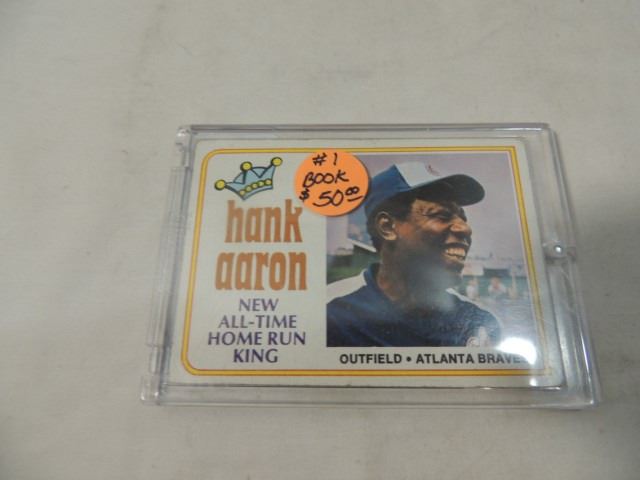 #1
BOOK
$50.00
hank
aaron
NEW
ALL-TIME
HOME RUN
KING
OUTFIELD • ATLANTA BRAVES